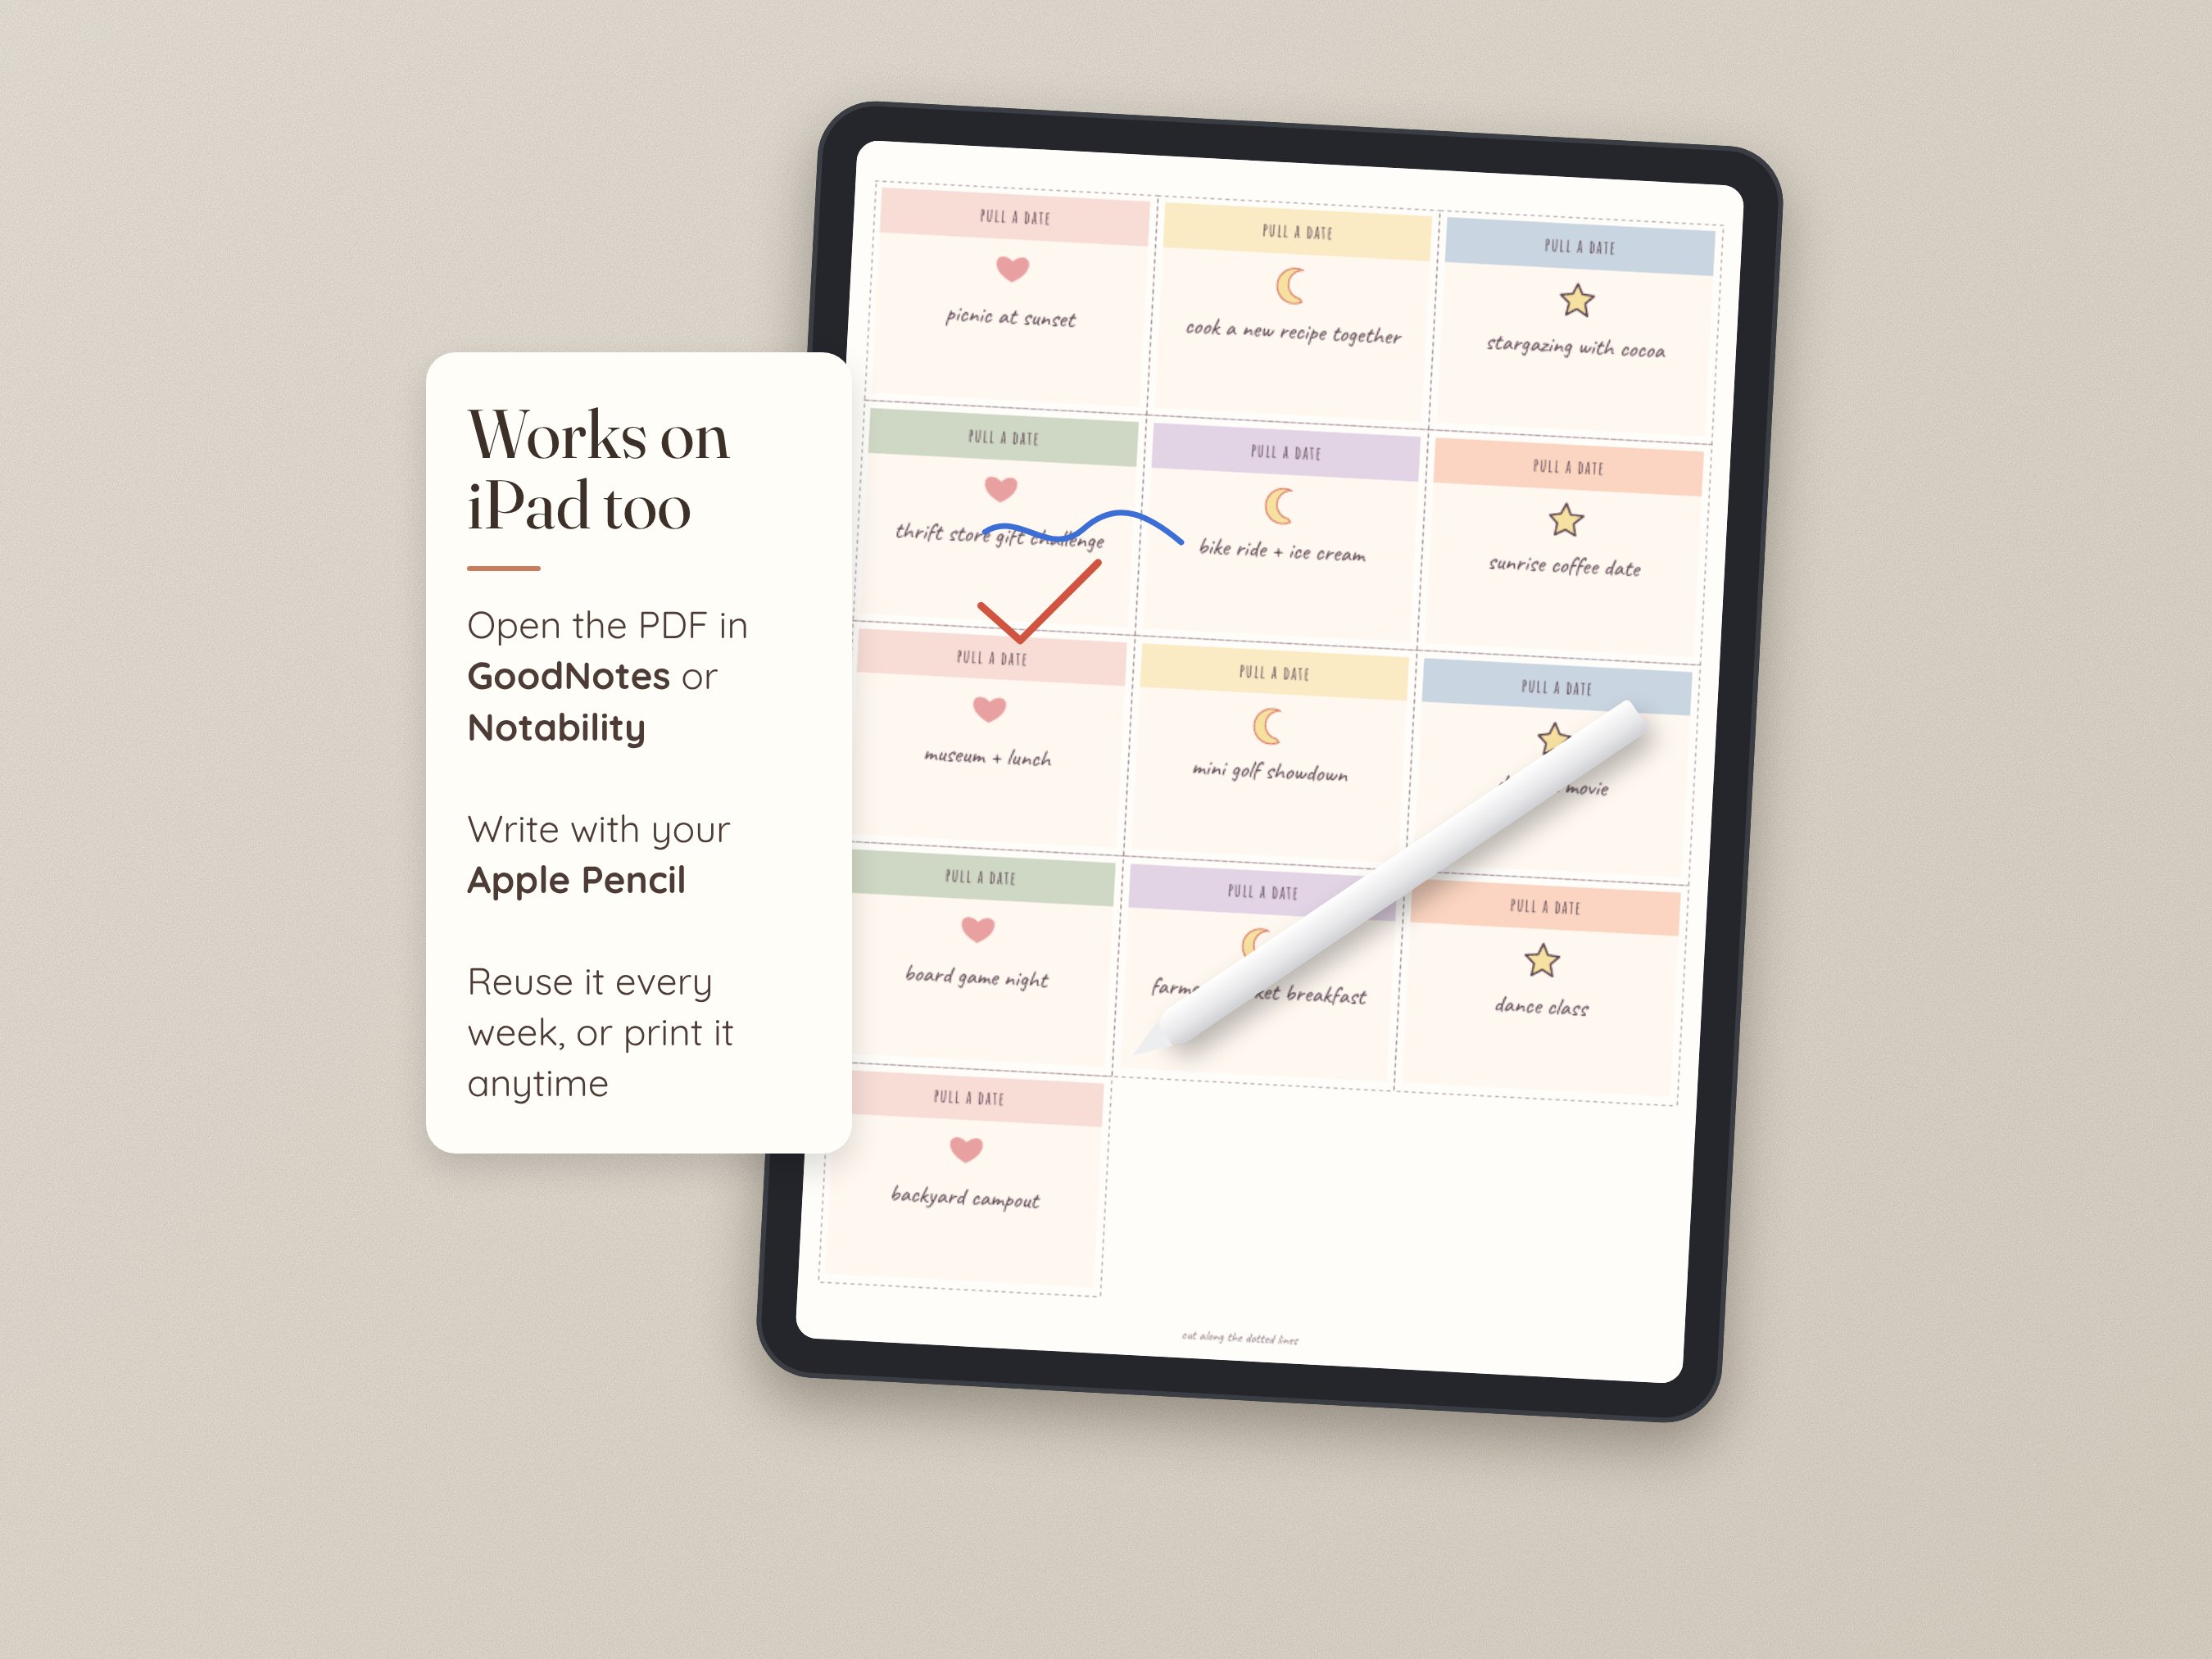 Works on
iPad too
Open the PDF in
GoodNotes or
Notability
Write with your
Apple Pencil
Reuse it every
week, or print it
anytime
PULL A DATE
picnic at sunset
PULL A DATE
cook a new recipe together
PULL A DATE
stargazing with cocoa
PULL A DATE
thrift store gift challenge
PULL A DATE
bike ride + ice cream
PULL A DATE
sunrise coffee date
PULL A DATE
museum + lunch
PULL A DATE
mini golf showdown
PULL A DATE
movie
PULL A DATE
board game night
PULL A DATE
breakfast
PULL A DATE
dance class
PULL A DATE
backyard campout
cut along the dotted lines